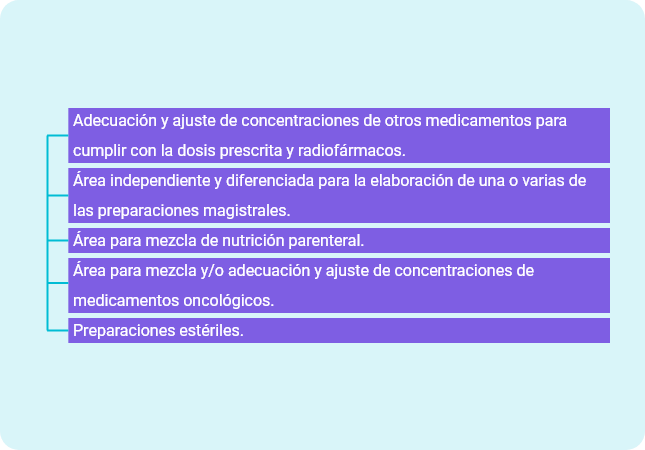 Adecuación y ajuste de concentraciones de otros medicamentos para
cumplir con la dosis prescrita y radiofármacos.
Área independiente y diferenciada para la elaboración de una o varias de
las preparaciones magistrales.
Área para mezcla de nutrición parenteral.
Área para mezcla y/o adecuación y ajuste de concentraciones de
medicamentos oncológicos.
Preparaciones estériles.